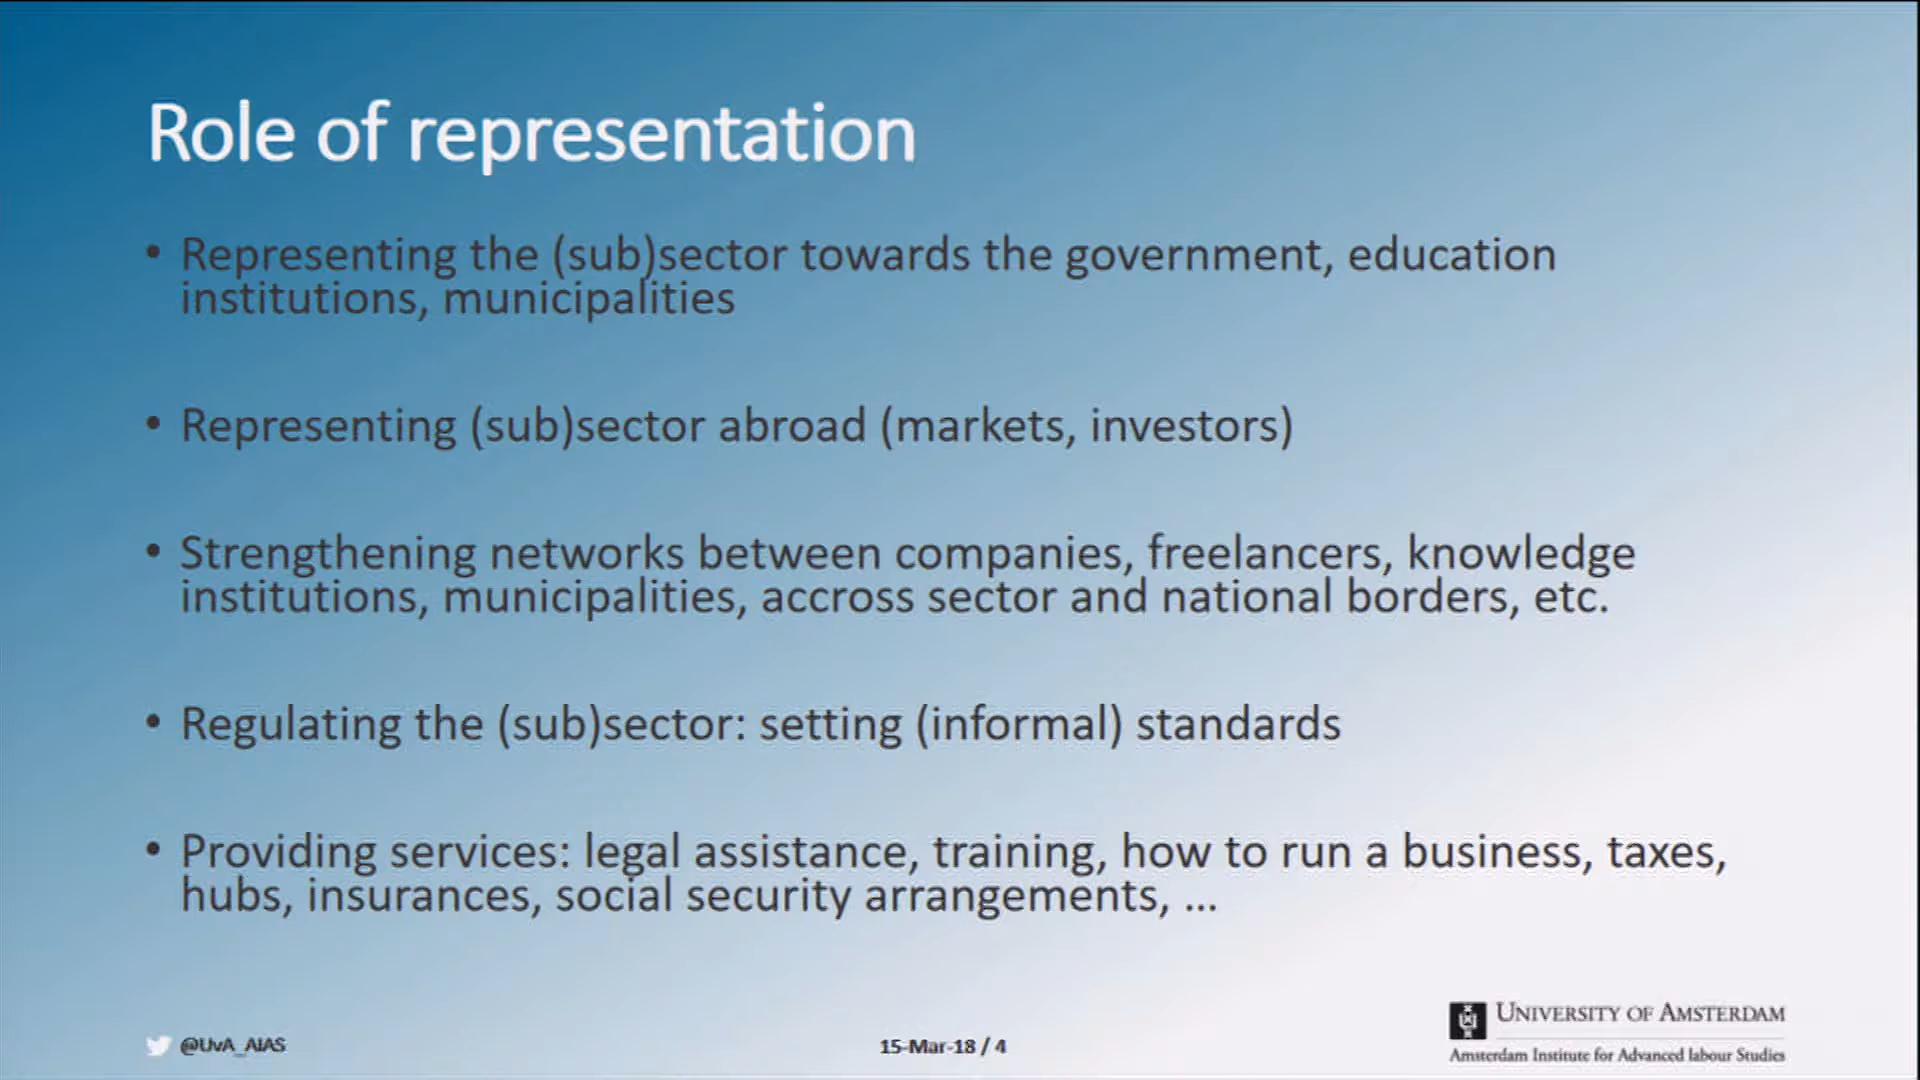 Role of representation
• Representing the (sub)sector towards the government, education
institutions, municipalities
• Representing (sub)sector abroad (markets, investors)
• Strengthening networks between companies, freelancers, knowledge
institutions, municipalities, accross sector and national borders, etc.
• Regulating the (sub)sector: setting (informal) standards
• Providing services: legal assistance, training, how to run a business, taxes,
hubs, insurances, social security arrangements, ...
@UvA_AIAS
15-Mar-18 / 4
UNIVERSITY OF AMSTERDAM
Amsterdam Institute for Advanced labour Studies